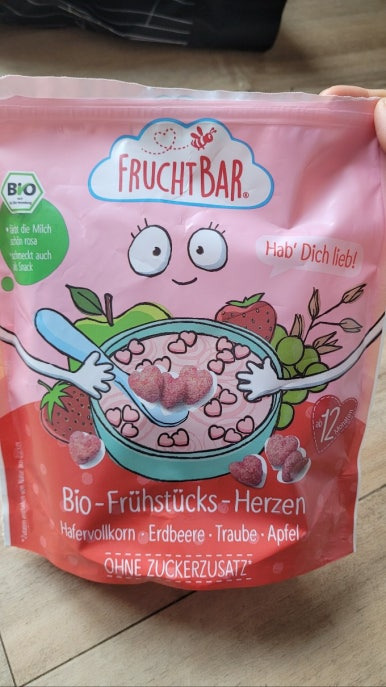 FRUCHTBAR®
BIO
Färbt die Milch
schön rosa
schmeckt auch
als Snack
Hab' Dich lieb!
ab
12
Monaten
Bio-Frühstücks-Herzen
Hafervollkorn · Erdbeere · Traube · Apfel
OHNE ZUCKERZUSATZ*